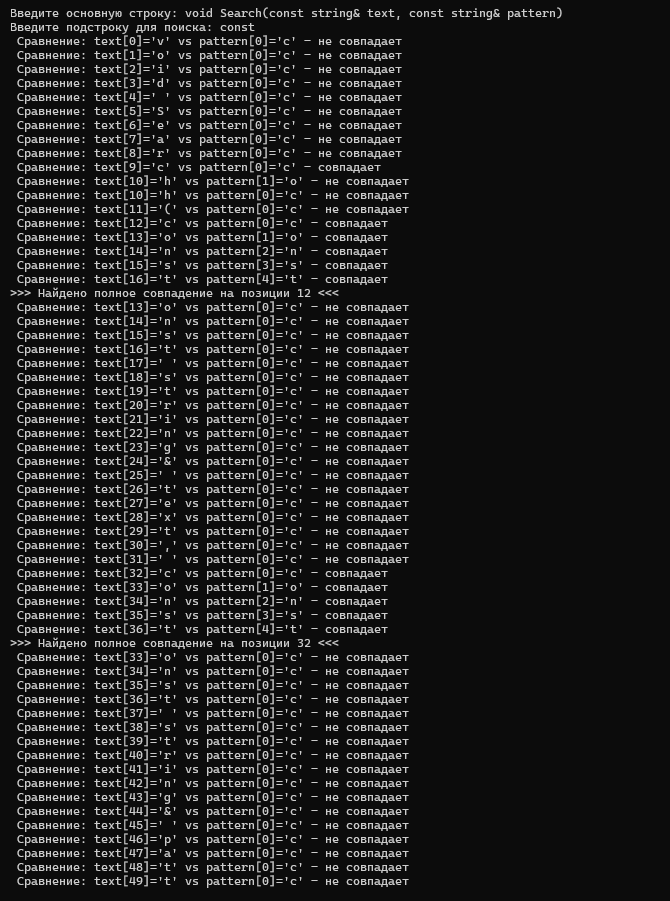 Введите основную строку: void Search(const string& text, const string& pattern)
Введите подстроку для поиска: const
Сравнение: text[0]='v' vs pattern[0]='c' — не совпадает
Сравнение: text[1]='o' vs pattern[0]='c' — не совпадает
Сравнение: text[2]='i' vs pattern[0]='c' — не совпадает
Сравнение: text[3]='d' vs pattern[0]='c' — не совпадает
Сравнение: text[4]=' ' vs pattern[0]='c' — не совпадает
Сравнение: text[5]='S' vs pattern[0]='c' — не совпадает
Сравнение: text[6]='e' vs pattern[0]='c' — не совпадает
Сравнение: text[7]='a' vs pattern[0]='c' — не совпадает
Сравнение: text[8]='r' vs pattern[0]='c' — не совпадает
Сравнение: text[9]='c' vs pattern[0]='c' — совпадает
Сравнение: text[10]='h' vs pattern[1]='o' — не совпадает
Сравнение: text[10]='h' vs pattern[0]='c' — не совпадает
Сравнение: text[11]='(' vs pattern[0]='c' — не совпадает
Сравнение: text[12]='c' vs pattern[0]='c' — совпадает
Сравнение: text[13]='o' vs pattern[1]='o' — совпадает
Сравнение: text[14]='n' vs pattern[2]='n' — совпадает
Сравнение: text[15]='s' vs pattern[3]='s' — совпадает
Сравнение: text[16]='t' vs pattern[4]='t' — совпадает
>>> Найдено полное совпадение на позиции 12 <<<
Сравнение: text[13]='o' vs pattern[0]='c' — не совпадает
Сравнение: text[14]='n' vs pattern[0]='c' — не совпадает
Сравнение: text[15]='s' vs pattern[0]='c' — не совпадает
Сравнение: text[16]='t' vs pattern[0]='c' — не совпадает
Сравнение: text[17]=' ' vs pattern[0]='c' — не совпадает
Сравнение: text[18]='s' vs pattern[0]='c' — не совпадает
Сравнение: text[19]='t' vs pattern[0]='c' — не совпадает
Сравнение: text[20]='r' vs pattern[0]='c' — не совпадает
Сравнение: text[21]='i' vs pattern[0]='c' — не совпадает
Сравнение: text[22]='n' vs pattern[0]='c' — не совпадает
Сравнение: text[23]='g' vs pattern[0]='c' — не совпадает
Сравнение: text[24]='&' vs pattern[0]='c' — не совпадает
Сравнение: text[25]=' ' vs pattern[0]='c' — не совпадает
Сравнение: text[26]='t' vs pattern[0]='c' — не совпадает
Сравнение: text[27]='e' vs pattern[0]='c' — не совпадает
Сравнение: text[28]='x' vs pattern[0]='c' — не совпадает
Сравнение: text[29]='t' vs pattern[0]='c' — не совпадает
Сравнение: text[30]=',' vs pattern[0]='c' — не совпадает
Сравнение: text[31]=' ' vs pattern[0]='c' — не совпадает
Сравнение: text[32]='c' vs pattern[0]='c' — совпадает
Сравнение: text[33]='o' vs pattern[1]='o' — совпадает
Сравнение: text[34]='n' vs pattern[2]='n' — совпадает
Сравнение: text[35]='s' vs pattern[3]='s' — совпадает
Сравнение: text[36]='t' vs pattern[4]='t' — совпадает
>>> Найдено полное совпадение на позиции 32 <<<
Сравнение: text[33]='o' vs pattern[0]='c' — не совпадает
Сравнение: text[34]='n' vs pattern[0]='c' — не совпадает
Сравнение: text[35]='s' vs pattern[0]='c' — не совпадает
Сравнение: text[36]='t' vs pattern[0]='c' — не совпадает
Сравнение: text[37]=' ' vs pattern[0]='c' — не совпадает
Сравнение: text[38]='s' vs pattern[0]='c' — не совпадает
Сравнение: text[39]='t' vs pattern[0]='c' — не совпадает
Сравнение: text[40]='r' vs pattern[0]='c' — не совпадает
Сравнение: text[41]='i' vs pattern[0]='c' — не совпадает
Сравнение: text[42]='n' vs pattern[0]='c' — не совпадает
Сравнение: text[43]='g' vs pattern[0]='c' — не совпадает
Сравнение: text[44]='&' vs pattern[0]='c' — не совпадает
Сравнение: text[45]=' ' vs pattern[0]='c' — не совпадает
Сравнение: text[46]='p' vs pattern[0]='c' — не совпадает
Сравнение: text[47]='a' vs pattern[0]='c' — не совпадает
Сравнение: text[48]='t' vs pattern[0]='c' — не совпадает
Сравнение: text[49]='t' vs pattern[0]='c' — не совпадает